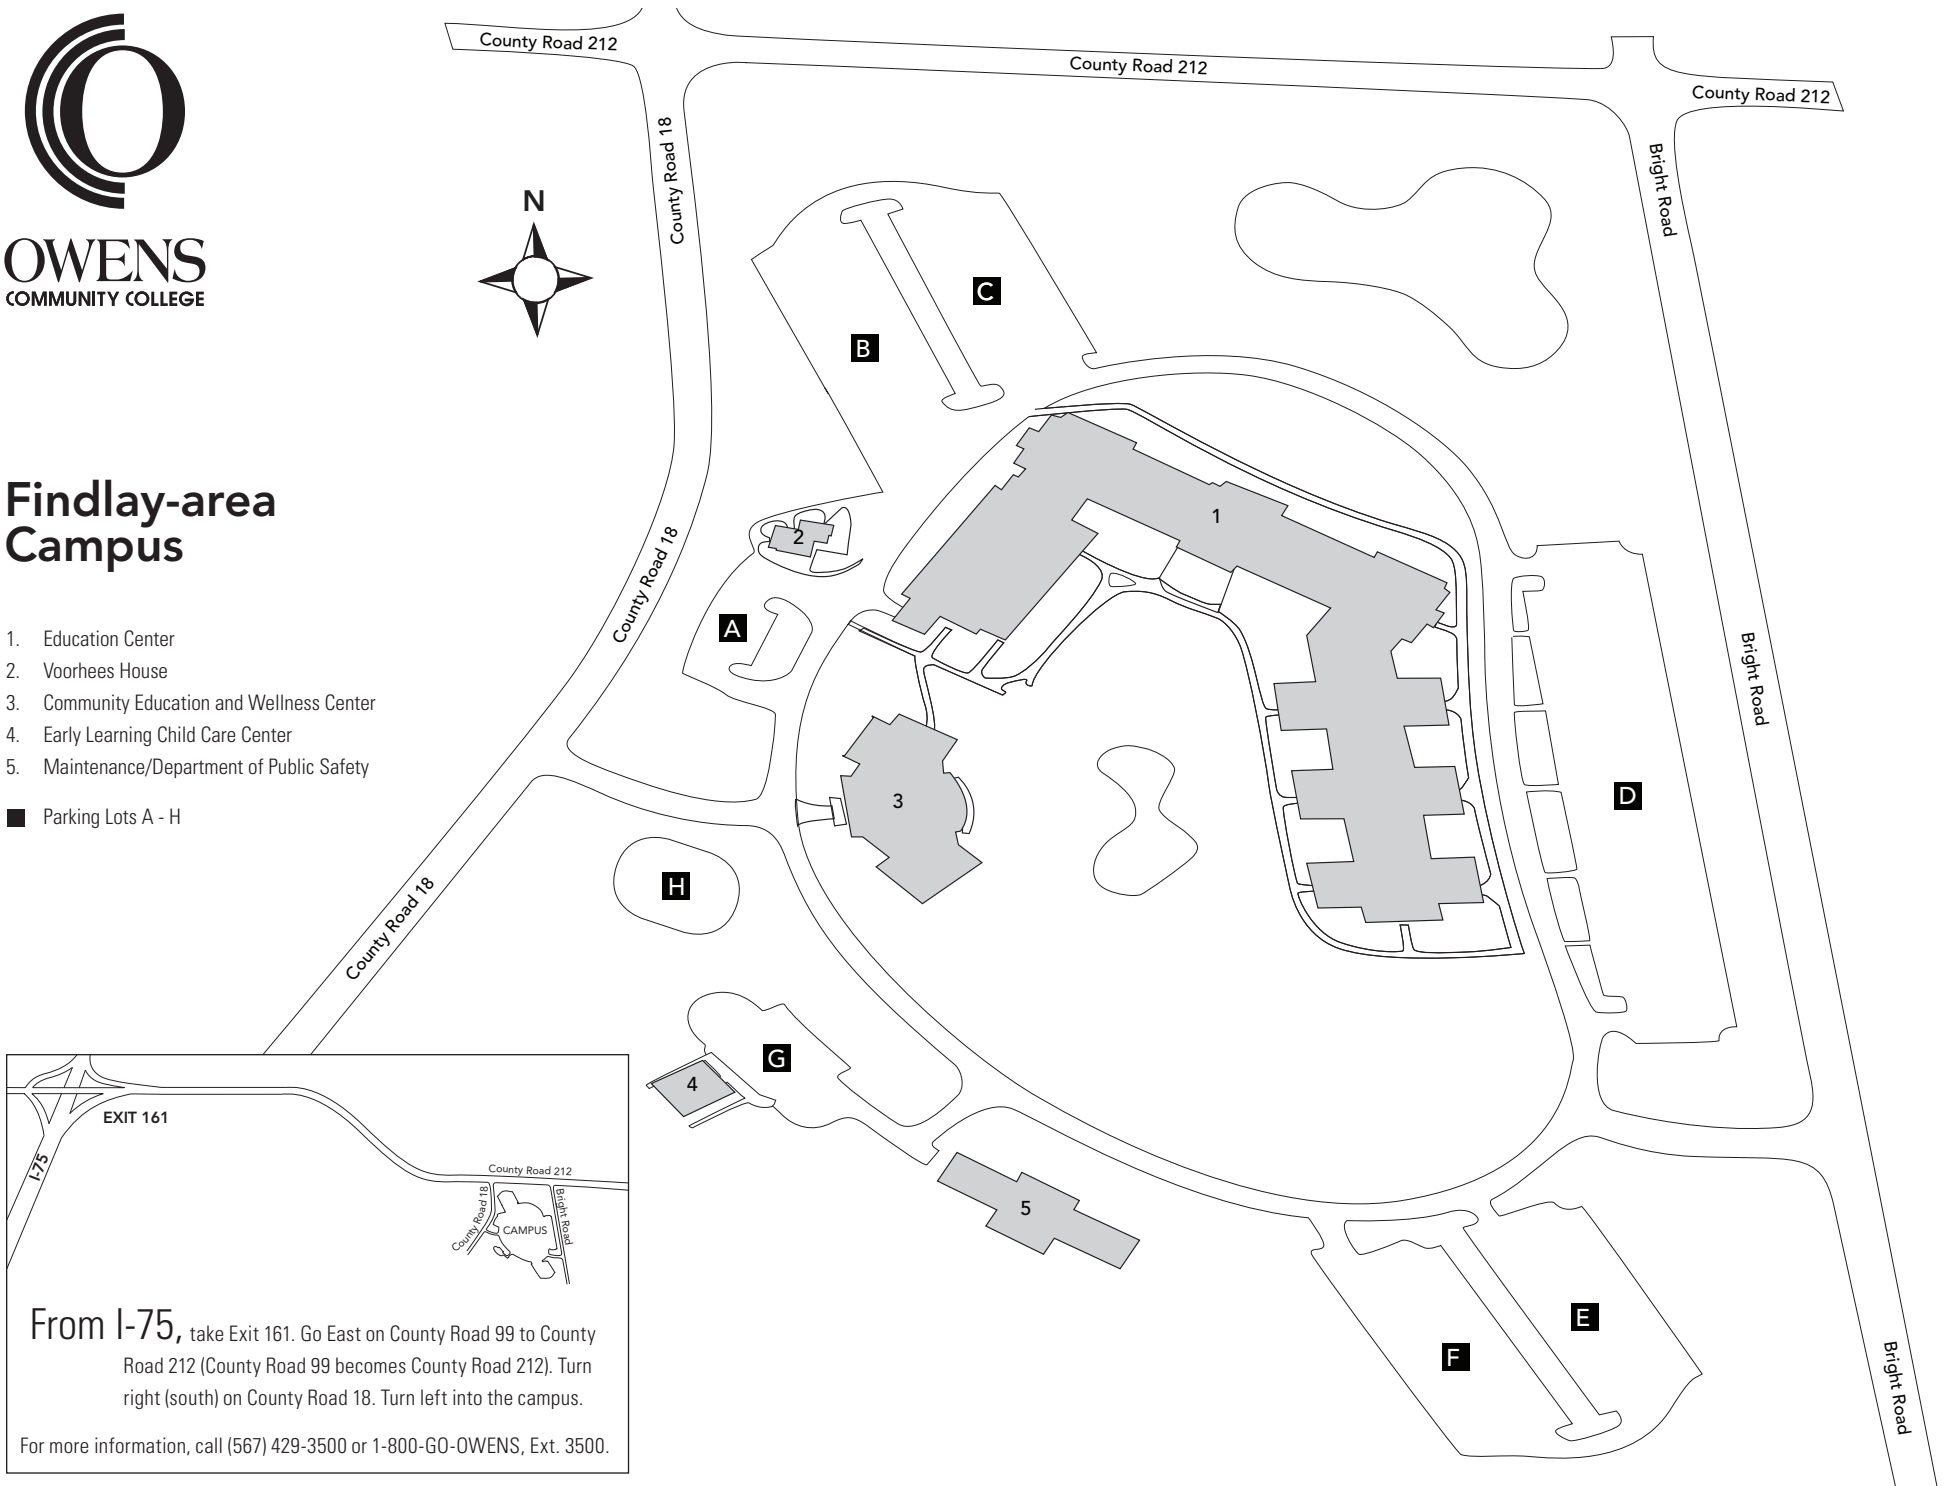 OWENS
COMMUNITY COLLEGE
Findlay-area
Campus
1. Education Center
2. Voorhees House
3. Community Education and Wellness Center
4. Early Learning Child Care Center
5. Maintenance/Department of Public Safety
Parking Lots A - H
N
County Road 212
County Road 212
County Road 212
County Road 18
County Road 18
County Road 18
Bright Road
Bright Road
Bright Road
C
B
1
2
A
D
3
H
G
4
5
E
F
EXIT 161
I-75
County Road 212
County Road 18
Bright Road
CAMPUS
From I-75, take Exit 161. Go East on County Road 99 to County
Road 212 (County Road 99 becomes County Road 212). Turn
right (south) on County Road 18. Turn left into the campus.
For more information, call (567) 429-3500 or 1-800-GO-OWENS, Ext. 3500.